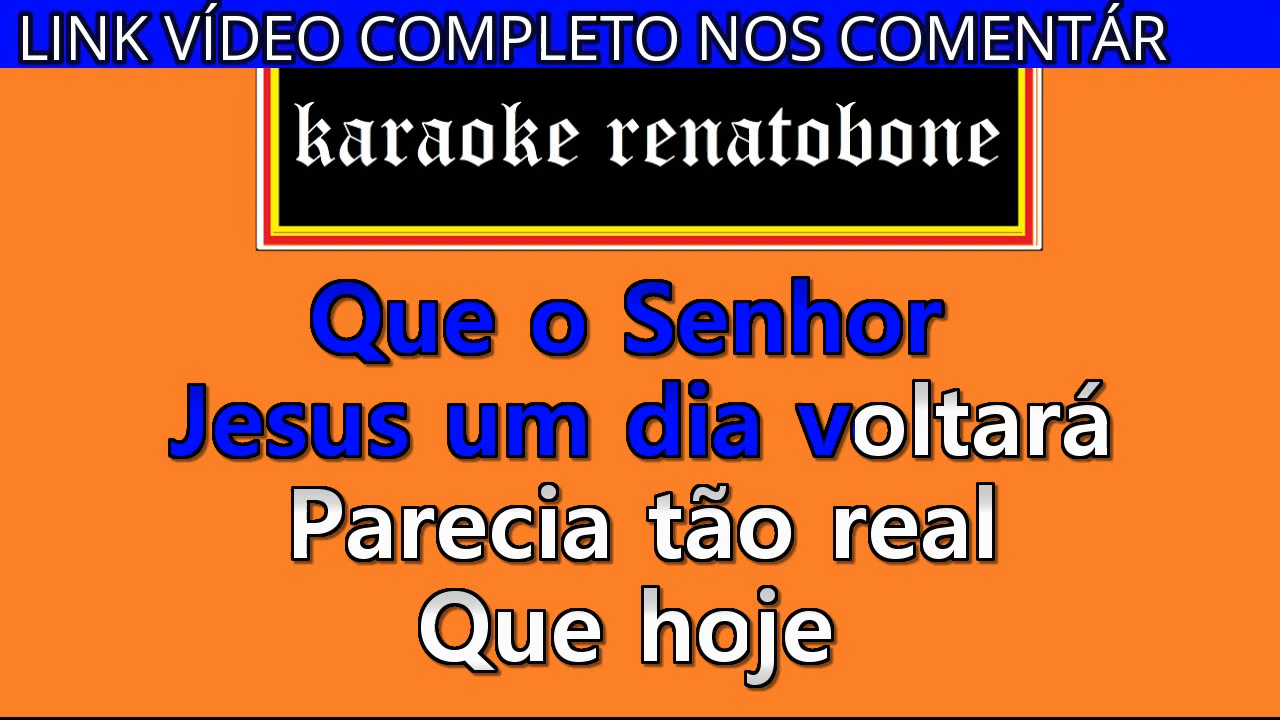 LINK VÍDEO COMPLETO NOS COMENTÁR
karaoke renatobone
Que o Senhor
Jesus um dia voltará
Parecia tão real
Que hoje